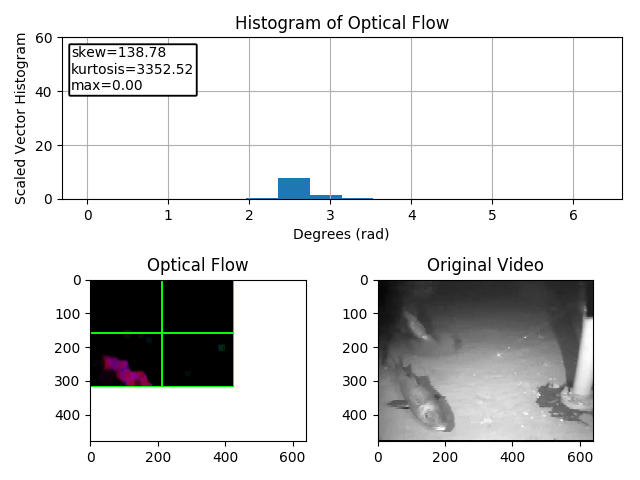 Histogram of Optical Flow
60
40
20
0
Scaled Vector Histogram
skew=138.78
kurtosis=3352.52
max=0.00
0 1 2 3 4 5 6
Degrees (rad)
Optical Flow
0
100
200
300
400
0 200 400 600
Original Video
0
100
200
300
400
0 200 400 600